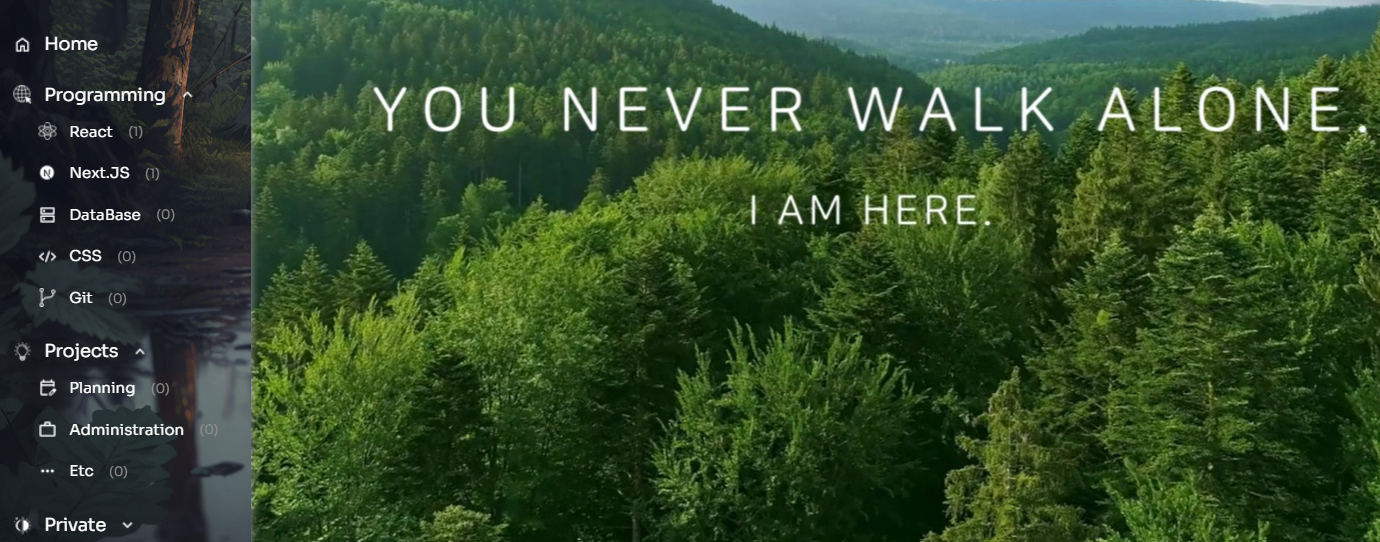 Home
Programming
React (1)
Next.JS (1)
DataBase (0)
CSS (0)
Git (0)
Projects
Planning (0)
Administration (0)
Etc (0)
Private
YOU NEVER WALK ALONE.
I AM HERE.